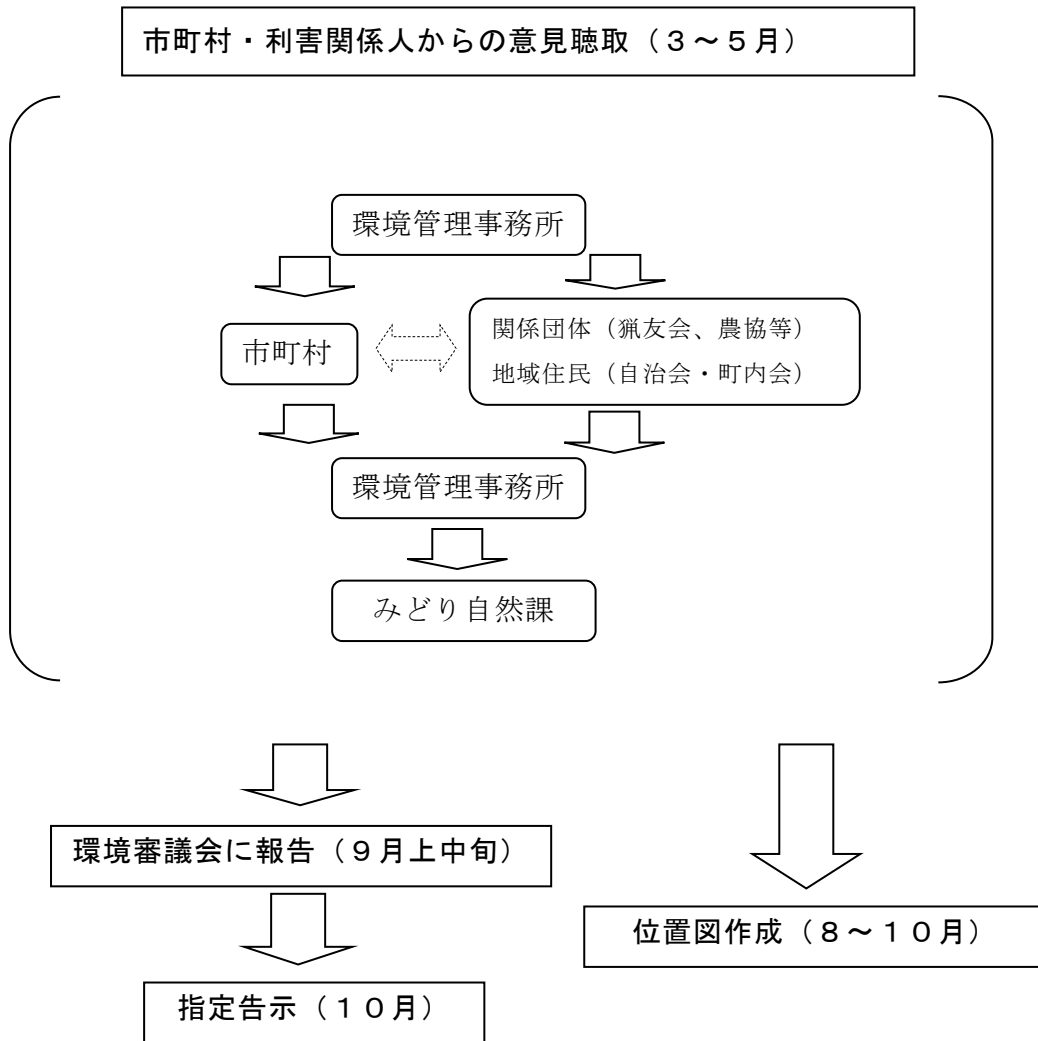 市町村・利害関係人からの意見聴取（３～５月）
環境管理事務所
市町村
関係団体（猟友会、農協等）
地域住民（自治会・町内会）
環境管理事務所
みどり自然課
環境審議会に報告（９月上中旬）
位置図作成（８～１０月）
指定告示（１０月）